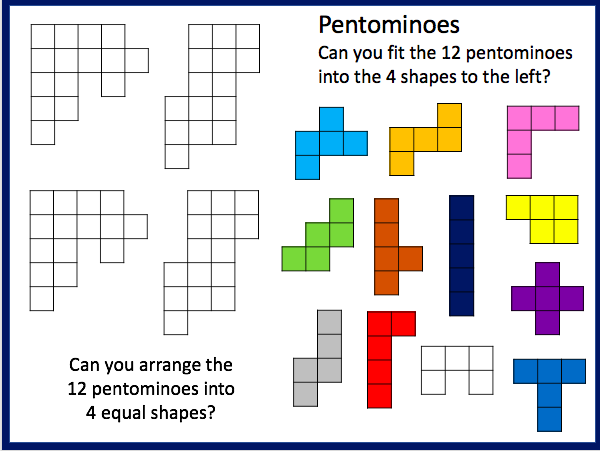 Pentominoes
Can you fit the 12 pentominoes
into the 4 shapes to the left?
Can you arrange the
12 pentominoes into
4 equal shapes?